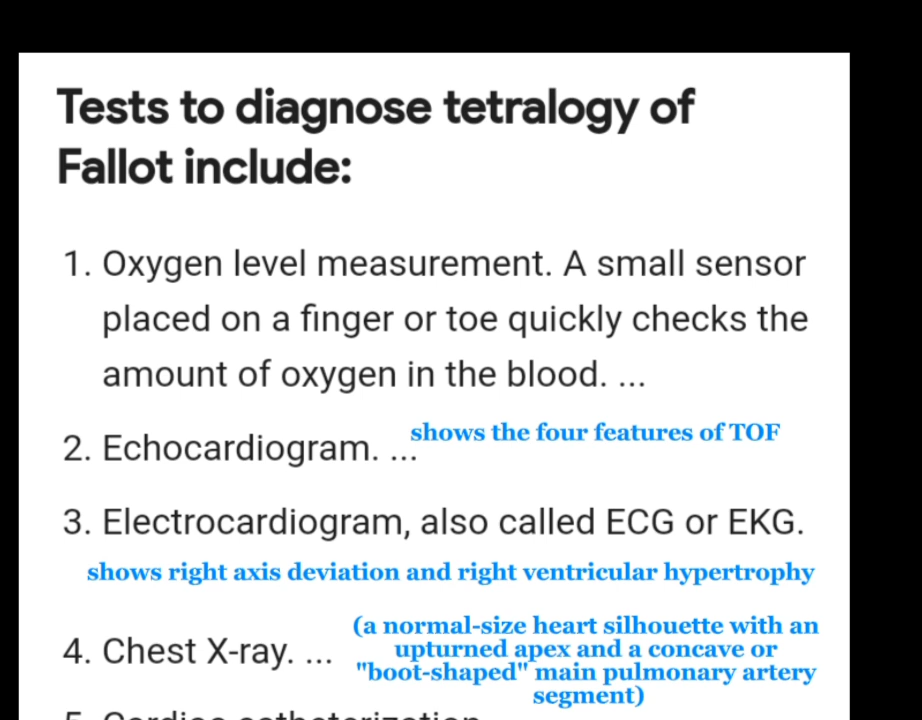 Tests to diagnose tetralogy of
Fallot include:
1. Oxygen level measurement. A small sensor
placed on a finger or toe quickly checks the
amount of oxygen in the blood. ...
2. Echocardiogram. ...
shows the four features of TOF
3. Electrocardiogram, also called ECG or EKG.
shows right axis deviation and right ventricular hypertrophy
4. Chest X-ray. ...
(a normal-size heart silhouette with an
upturned apex and a concave or
"boot-shaped" main pulmonary artery
segment)
5. Cardiac catheterization.